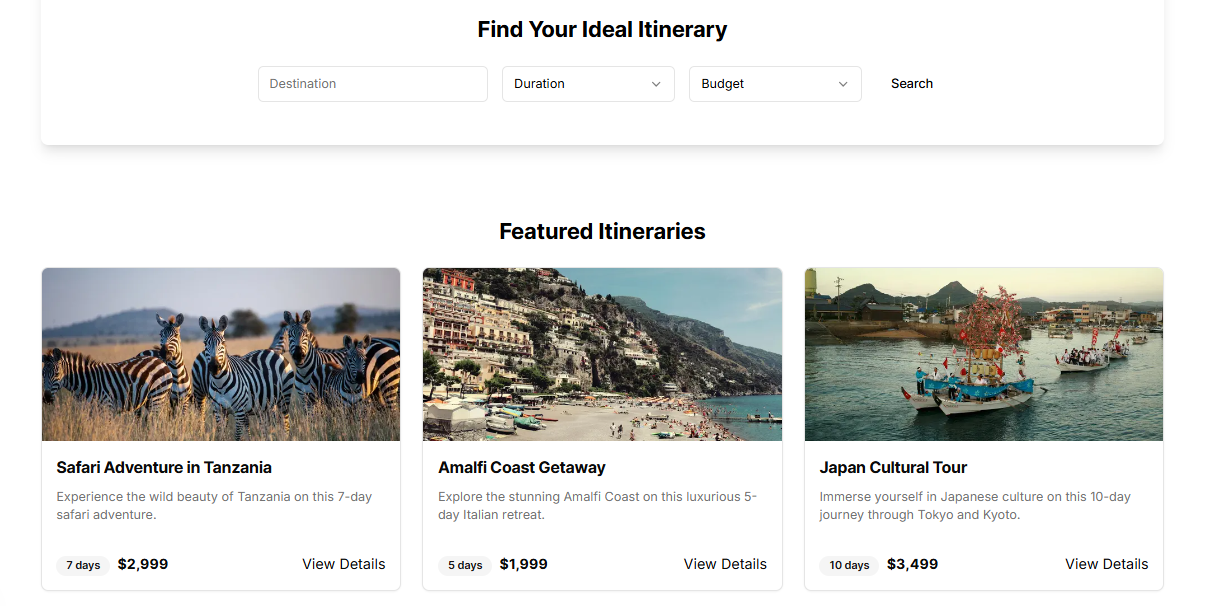 Find Your Ideal Itinerary
Destination
Duration
Budget
Search
Featured Itineraries
Safari Adventure in Tanzania
Experience the wild beauty of Tanzania on this 7-day
safari adventure.
7 days $2,999 View Details
Amalfi Coast Getaway
Explore the stunning Amalfi Coast on this luxurious 5-
day Italian retreat.
5 days $1,999 View Details
Japan Cultural Tour
Immerse yourself in Japanese culture on this 10-day
journey through Tokyo and Kyoto.
10 days $3,499 View Details